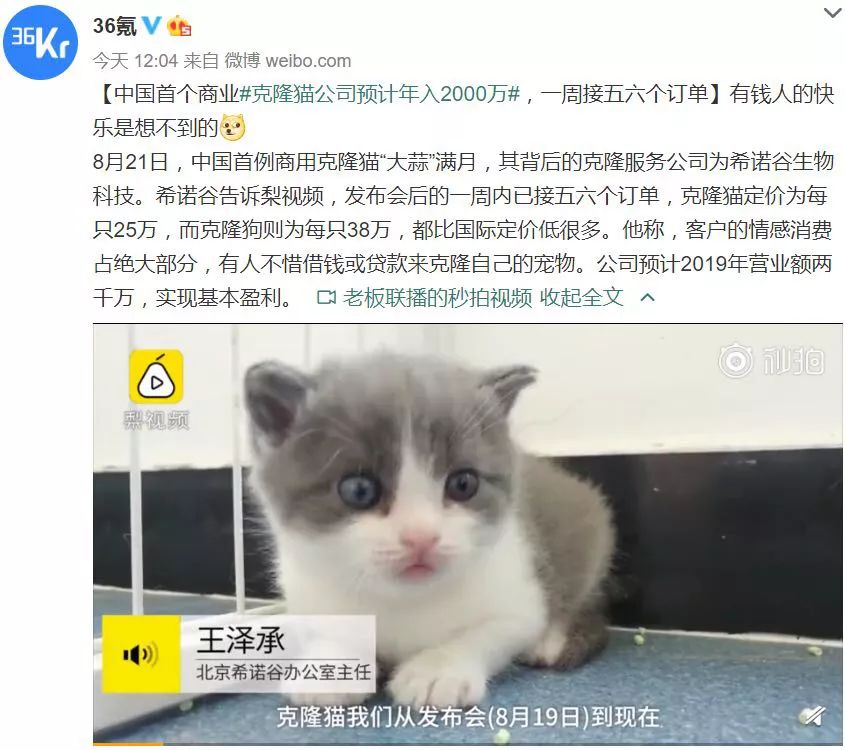 36Kr
36氪
今天 12:04 来自 微博 weibo.com
【中国首个商业#克隆猫公司预计年入2000万#，一周接五六个订单】有钱人的快
乐是想不到的
8月21日，中国首例商用克隆猫“大蒜”满月，其背后的克隆服务公司为希诺谷生物
科技。希诺谷告诉梨视频，发布会后的一周内已接五六个订单，克隆猫定价为每
只25万，而克隆狗则为每只38万，都比国际定价低很多。他称，客户的情感消费
占绝大部分，有人不惜借钱或贷款来克隆自己的宠物。公司预计2019年营业额两
千万，实现基本盈利。 老板联播的秒拍视频 收起全文
梨视频
秒拍
王泽承
北京希诺谷办公室主任
克隆猫我们从发布会(8月19日)到现在